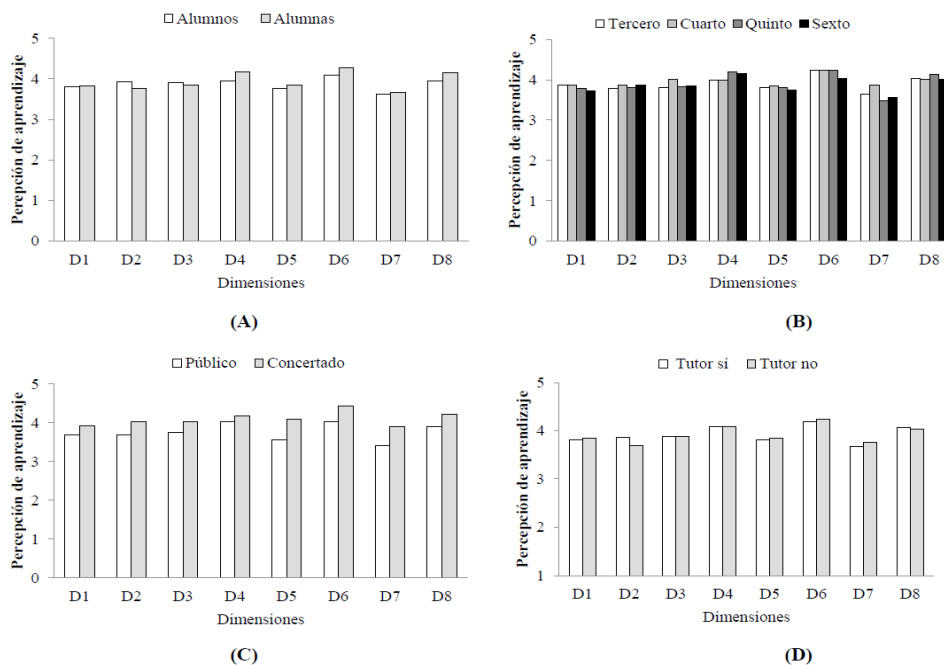 Alumnos Alumnas
Perepción de aprendizaje
5
4
3
2
1
0
D1 D2 D3 D4 D5 D6 D7 D8
Dimensiones
(A)
Tercero Cuarto Quinto Sexto
Percepción de aprendizaje
5
4
3
2
1
0
D1 D2 D3 D4 D5 D6 D7 D8
Dimensiones
(B)
Público Concertado
Percepción de aprendizaje
5
4
3
2
1
0
D1 D2 D3 D4 D5 D6 D7 D8
Dimensiones
(C)
Tutor sí Tutor no
Percepción de aprendizaje
5
4
3
2
1
D1 D2 D3 D4 D5 D6 D7 D8
Dimensiones
(D)